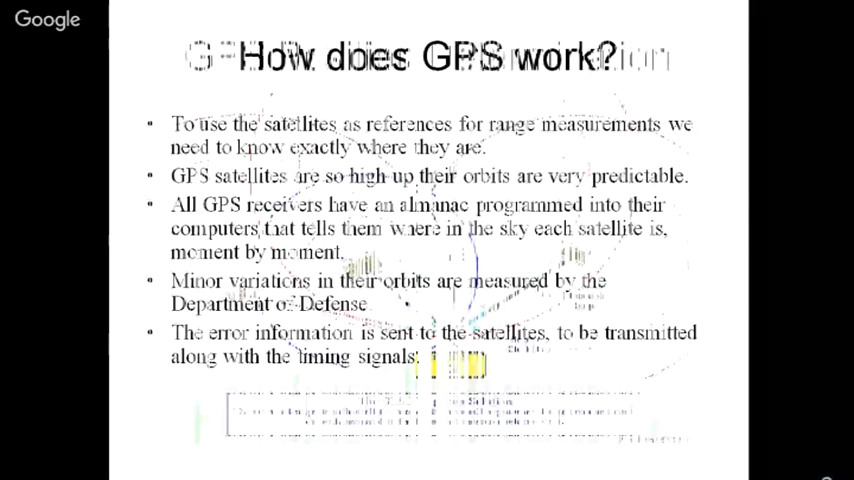 Google
How does GPS work?
• To use the satellites as references for range measurements we
need to know exactly where they are.
• GPS satellites are so high up their orbits are very predictable.
• All GPS receivers have an almanac programmed into their
computers that tells them where in the sky each satellite is,
moment by moment.
• Minor variations in their orbits are measured by the
Department of Defense
• The error information is sent to the satellites, to be transmitted
along with the timing signals.